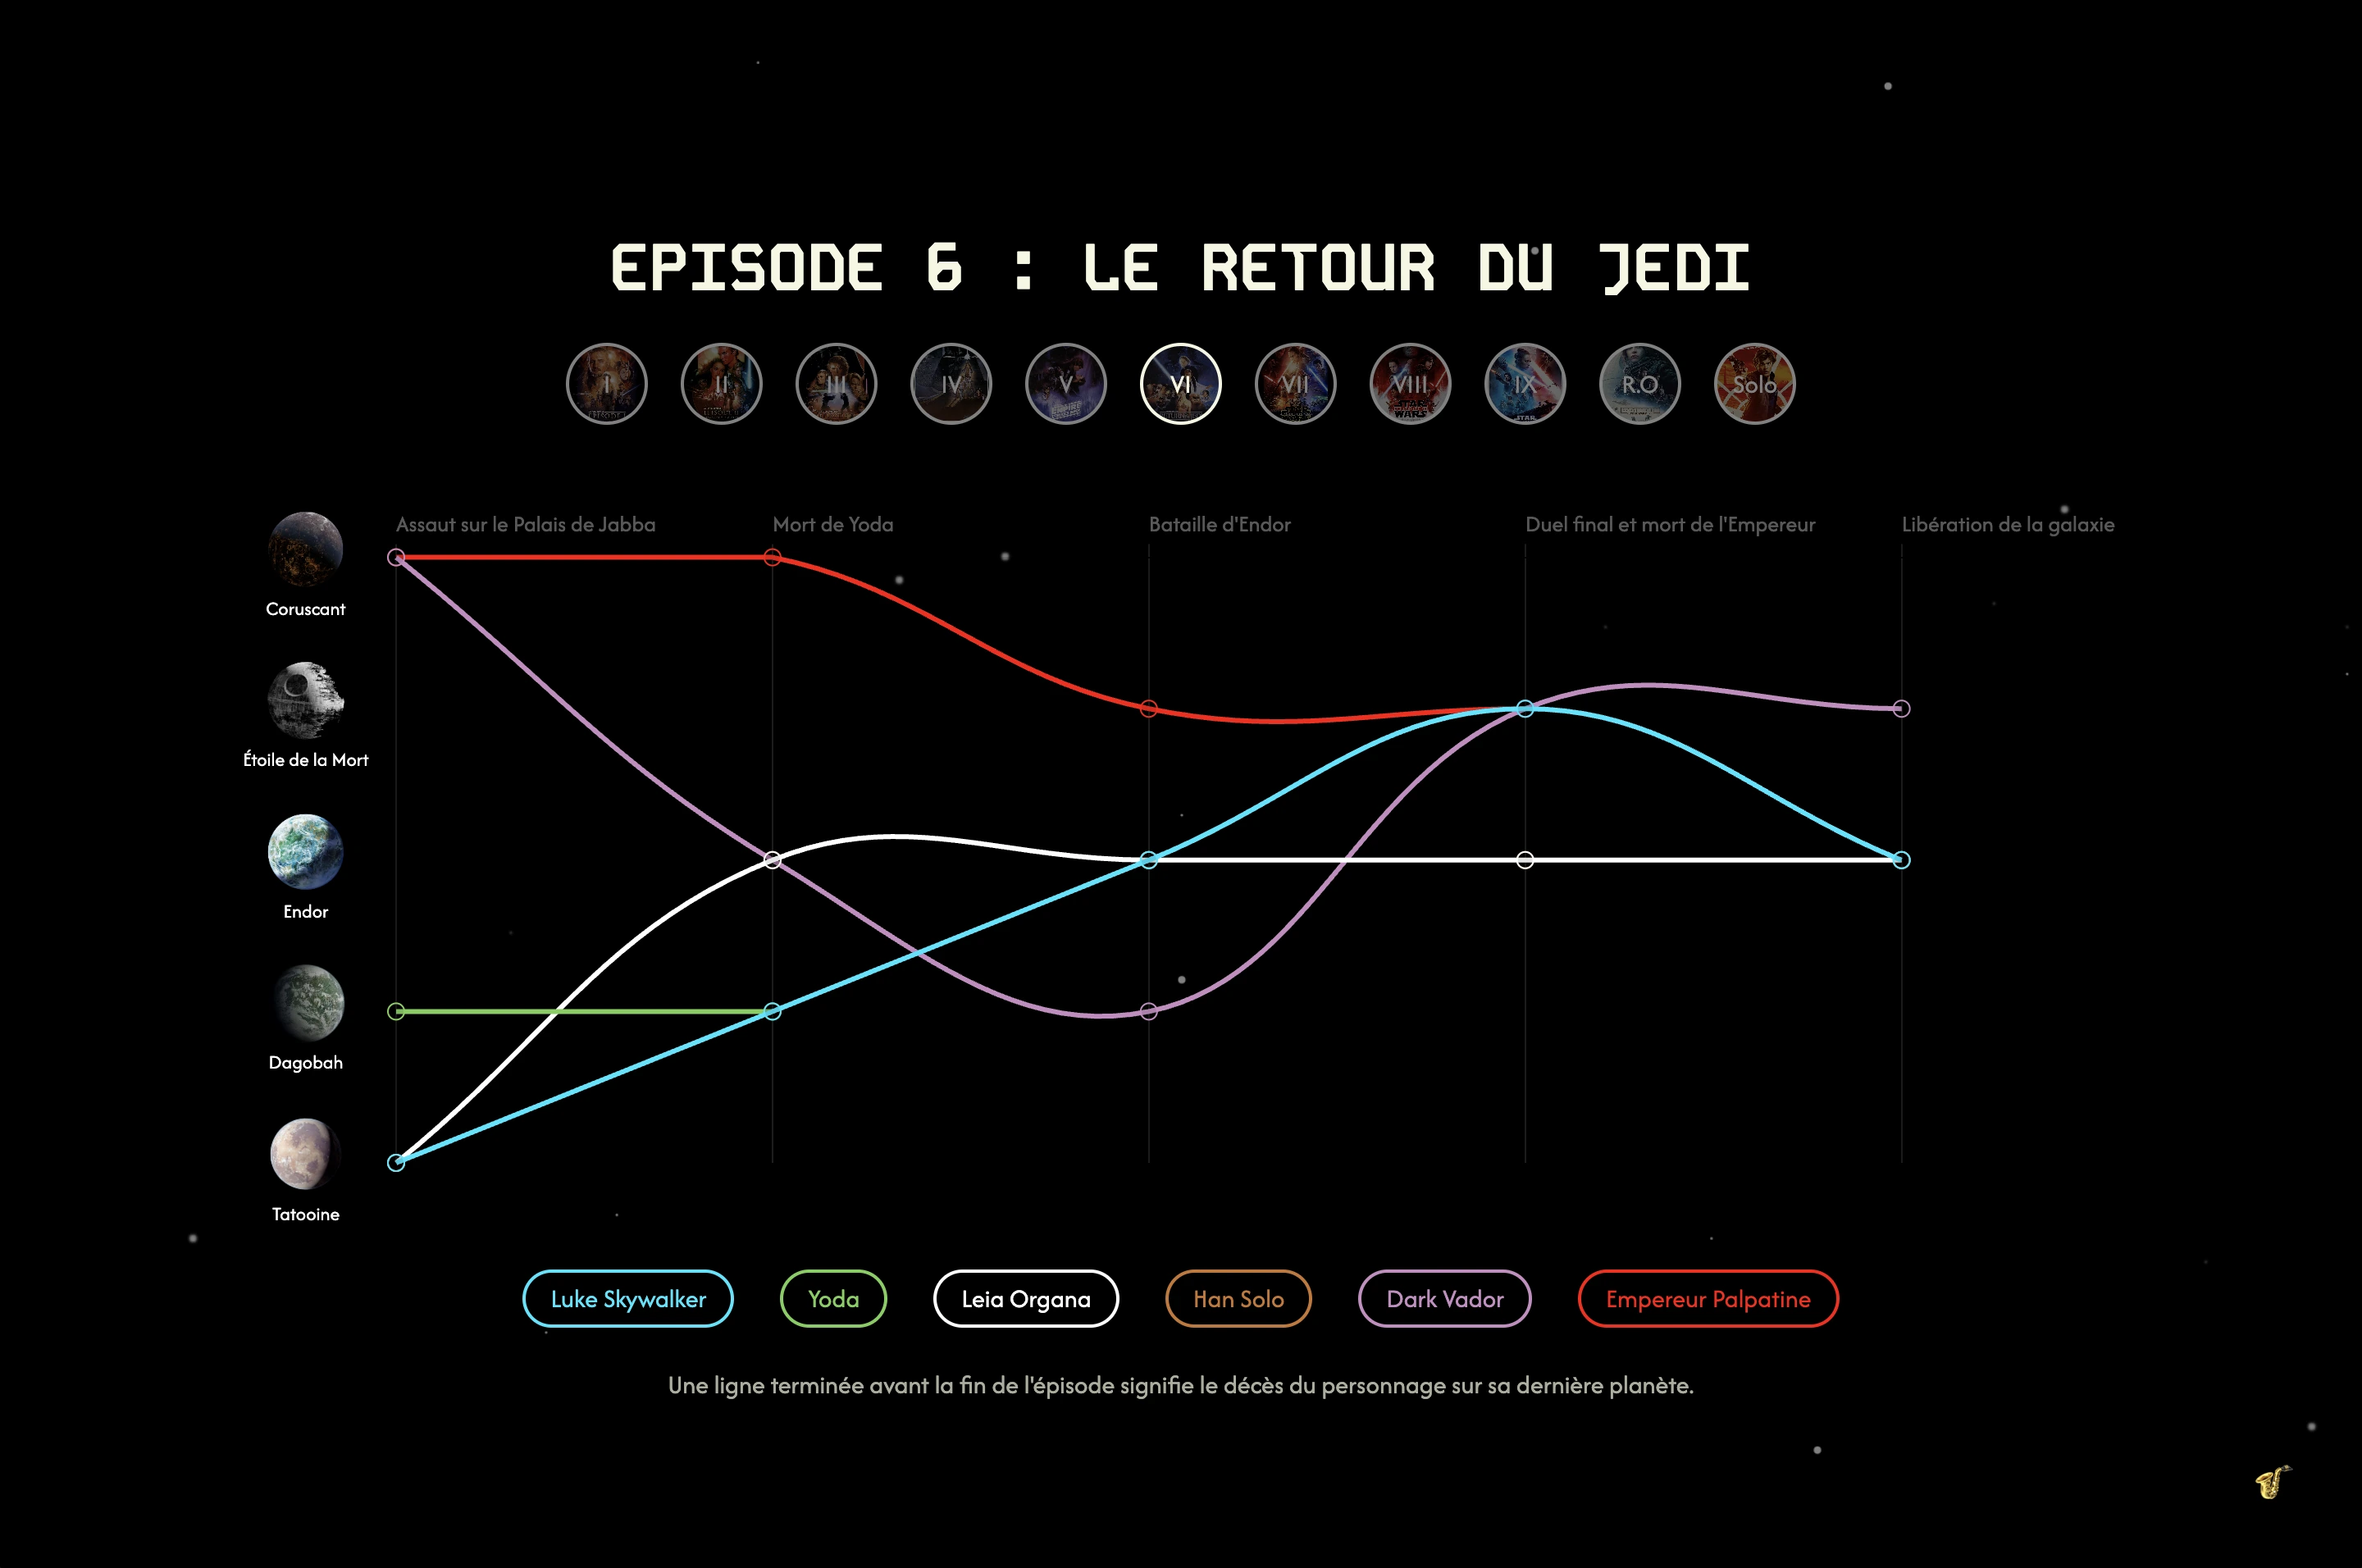 EPISODE 6 : LE RETOUR DU JEDI
I II III IV V VI VII VIII IX R.O Solo
Assaut sur le Palais de Jabba
Mort de Yoda
Bataille d'Endor
Duel final et mort de l'Empereur
Libération de la galaxie
Coruscant
Étoile de la Mort
Endor
Dagobah
Tatooine
Luke Skywalker
Yoda
Leia Organa
Han Solo
Dark Vador
Empereur Palpatine
Une ligne terminée avant la fin de l'épisode signifie le décès du personnage sur sa dernière planète.